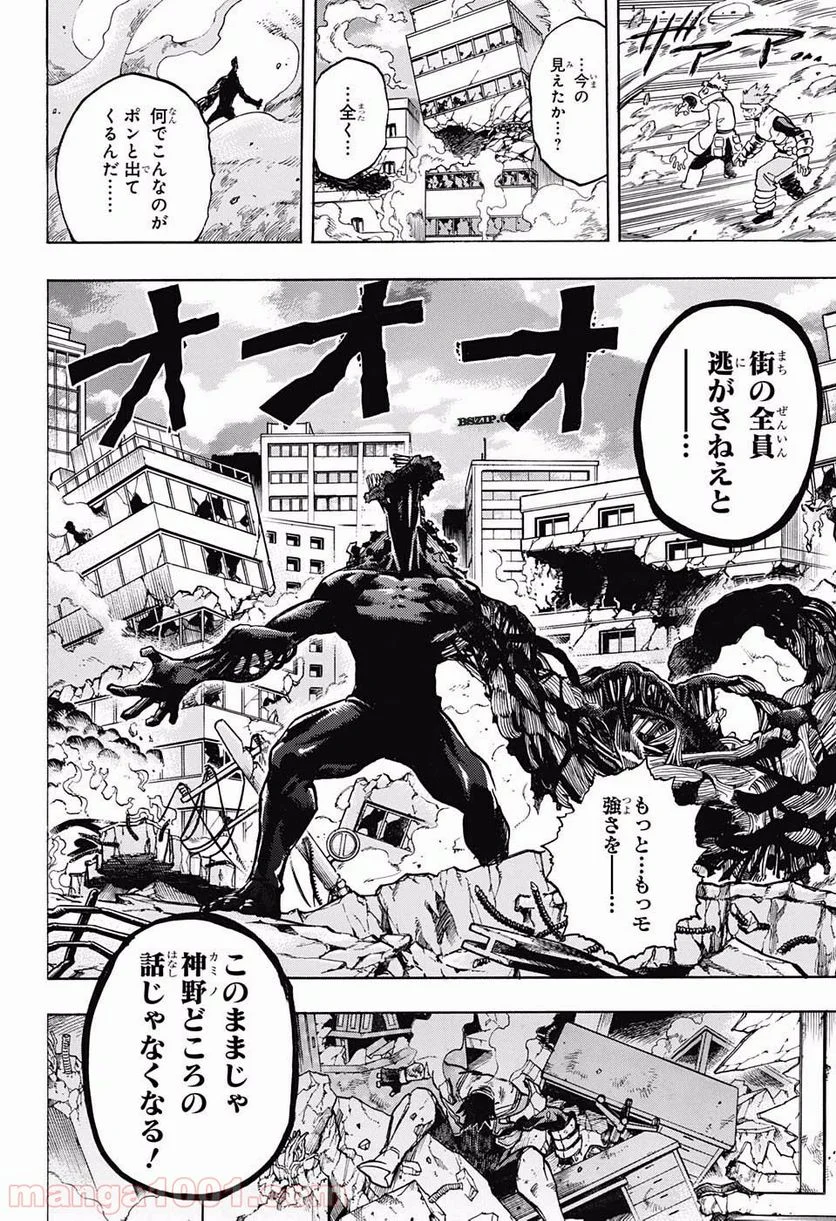 ザァァ
…今の
見えたか…？
…全く…
何でこんなのが
ポンと出て
くるんだ……
オオオ
街の全員
逃がさねえと
――…
BSZIP.C
もっと…もっモ
強さを――…
このままじゃ
神野どころの
話じゃなくなる！
manga1001.com